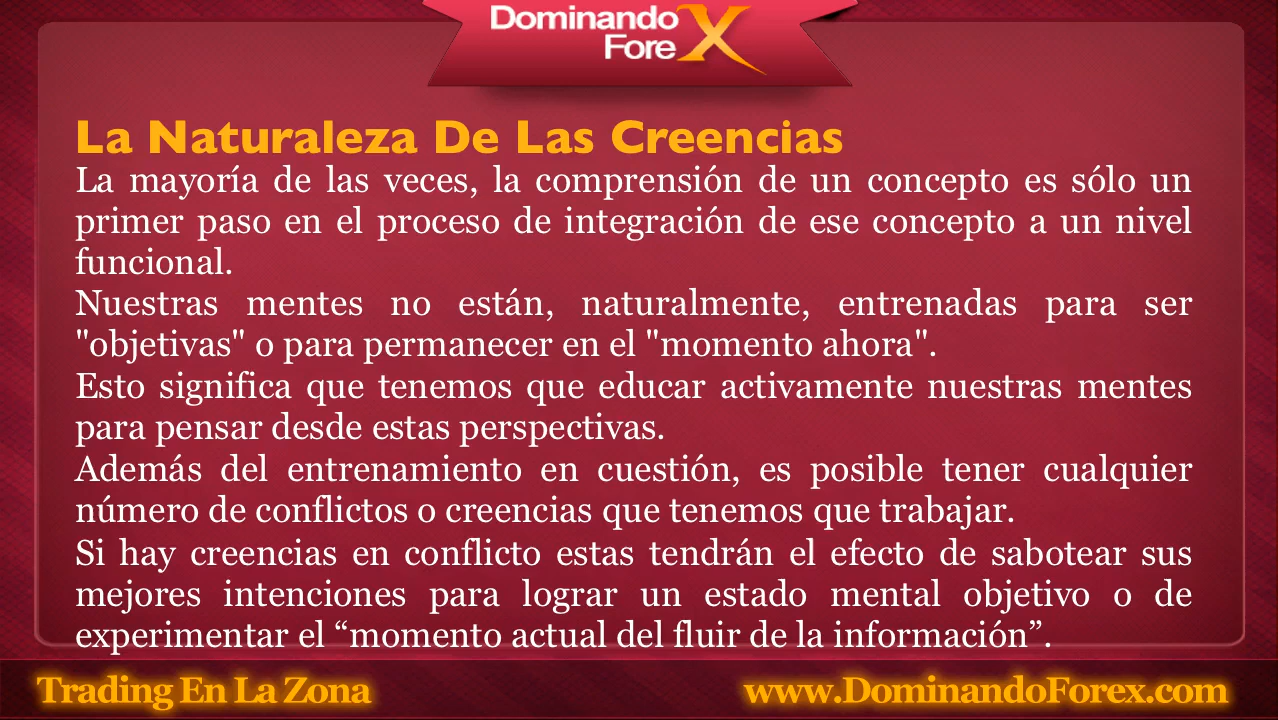 Dominando
Forex
La Naturaleza De Las Creencias
La mayoría de las veces, la comprensión de un concepto es sólo un
primer paso en el proceso de integración de ese concepto a un nivel
funcional.
Nuestras mentes no están, naturalmente, entrenadas para ser
"objetivas" o para permanecer en el "momento ahora".
Esto significa que tenemos que educar activamente nuestras mentes
para pensar desde estas perspectivas.
Además del entrenamiento en cuestión, es posible tener cualquier
número de conflictos o creencias que tenemos que trabajar.
Si hay creencias en conflicto estas tendrán el efecto de sabotear sus
mejores intenciones para lograr un estado mental objetivo o de
experimentar el “momento actual del fluir de la información”.
Trading En La Zona
www.DominandoForex.com